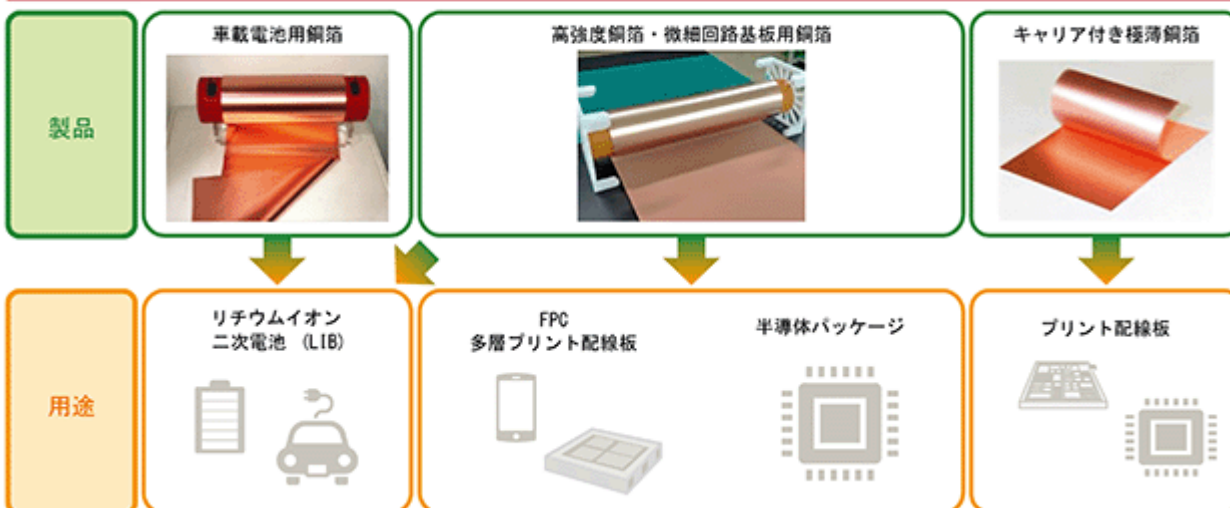 製品
車載電池用銅箔
高強度銅箔・微細回路基板用銅箔
キャリア付き極薄銅箔
用途
リチウムイオン
二次電池 (LIB)
FPC
多層プリント配線板
半導体パッケージ
プリント配線板